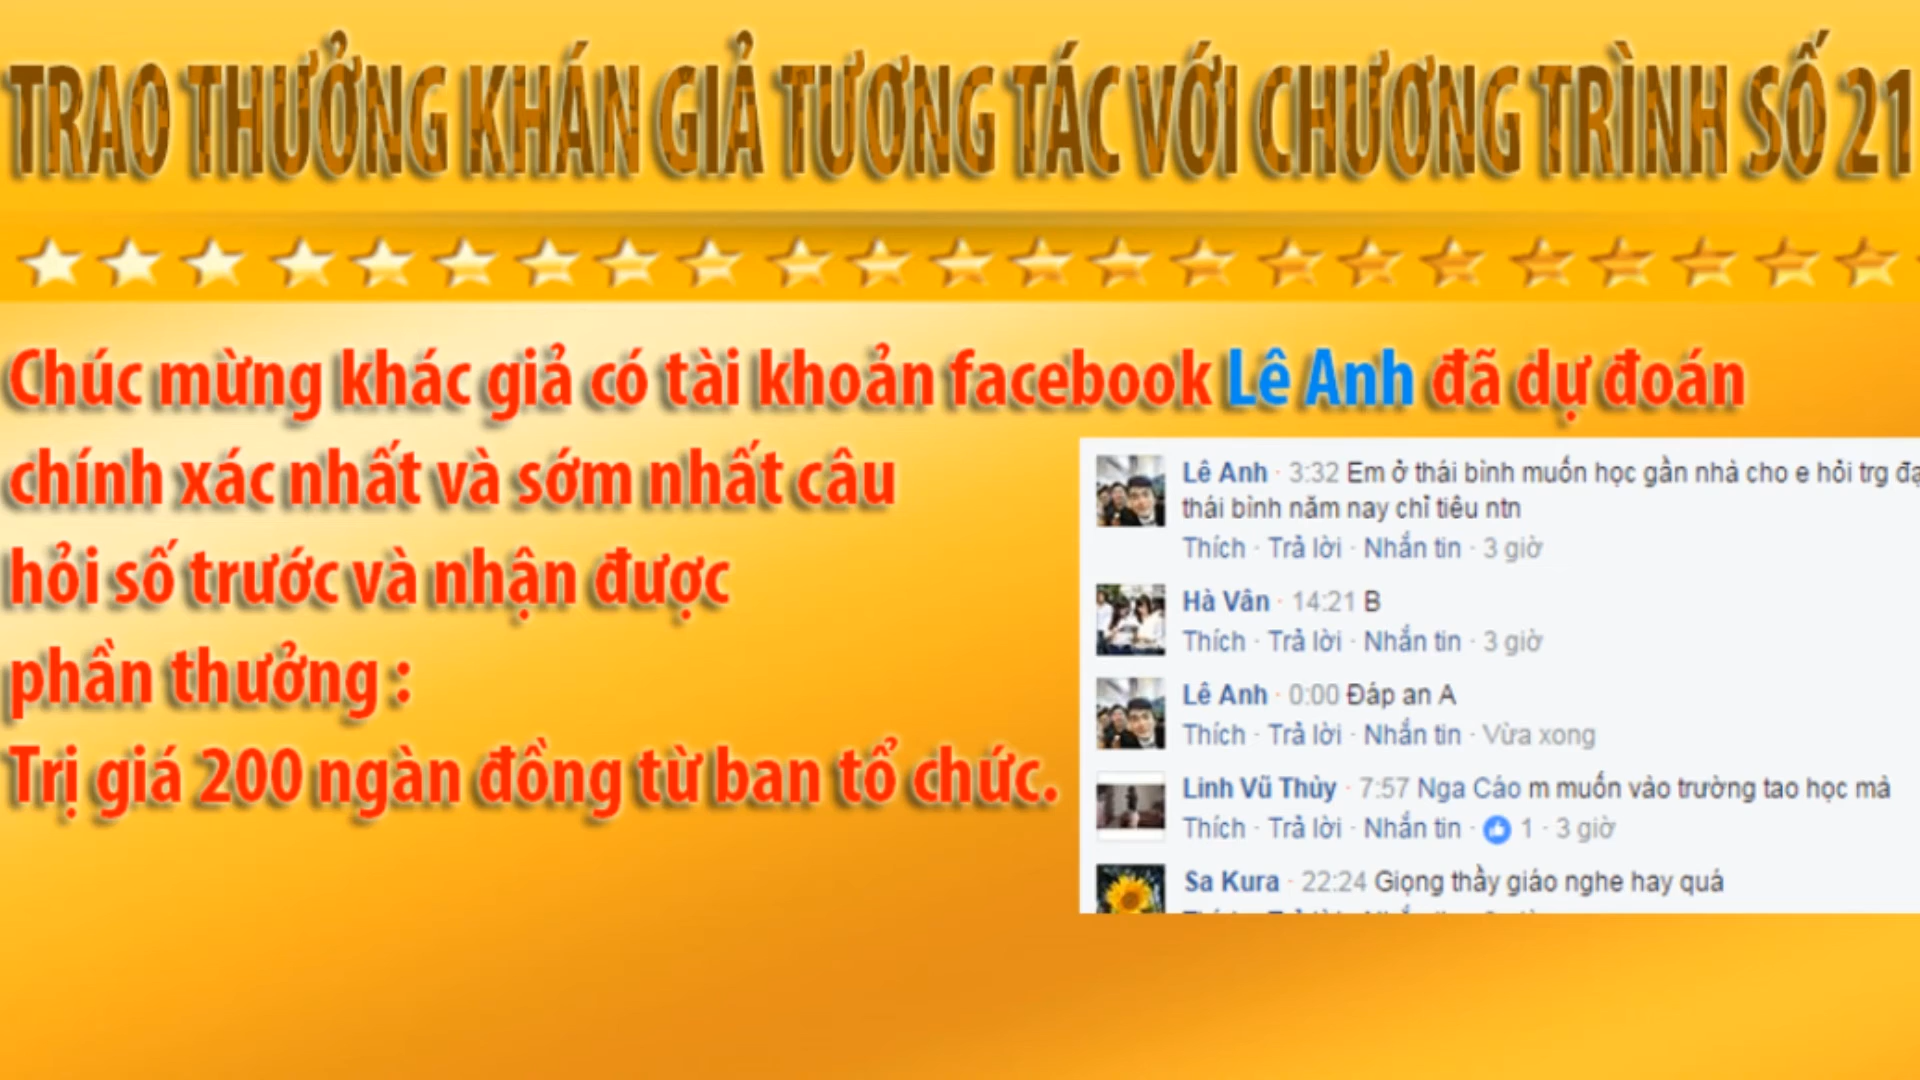 TRAO THƯỞNG KHÁN GIẢ TƯƠNG TÁC VỚI CHƯƠNG TRÌNH SỐ 21
Chúc mừng khác giả có tài khoản facebook Lê Anh đã dự đoán
chính xác nhất và sớm nhất câu
hỏi số trước và nhận được
phần thưởng :
Trị giá 200 ngàn đồng từ ban tổ chức.
Lê Anh · 3:32 Em ở thái bình muốn học gần nhà cho e hỏi trg
thái bình năm nay chỉ tiêu ntn
Thích · Trả lời · Nhắn tin · 3 giờ
Hà Vân · 14:21 B
Thích · Trả lời · Nhắn tin · 3 giờ
Lê Anh · 0:00 Đáp an A
Thích · Trả lời · Nhắn tin · Vừa xong
Linh Vũ Thùy · 7:57 Nga Cáo m muốn vào trường tao học mà
Thích · Trả lời · Nhắn tin · 1 · 3 giờ
Sa Kura · 22:24 Giọng thầy giáo nghe hay quá